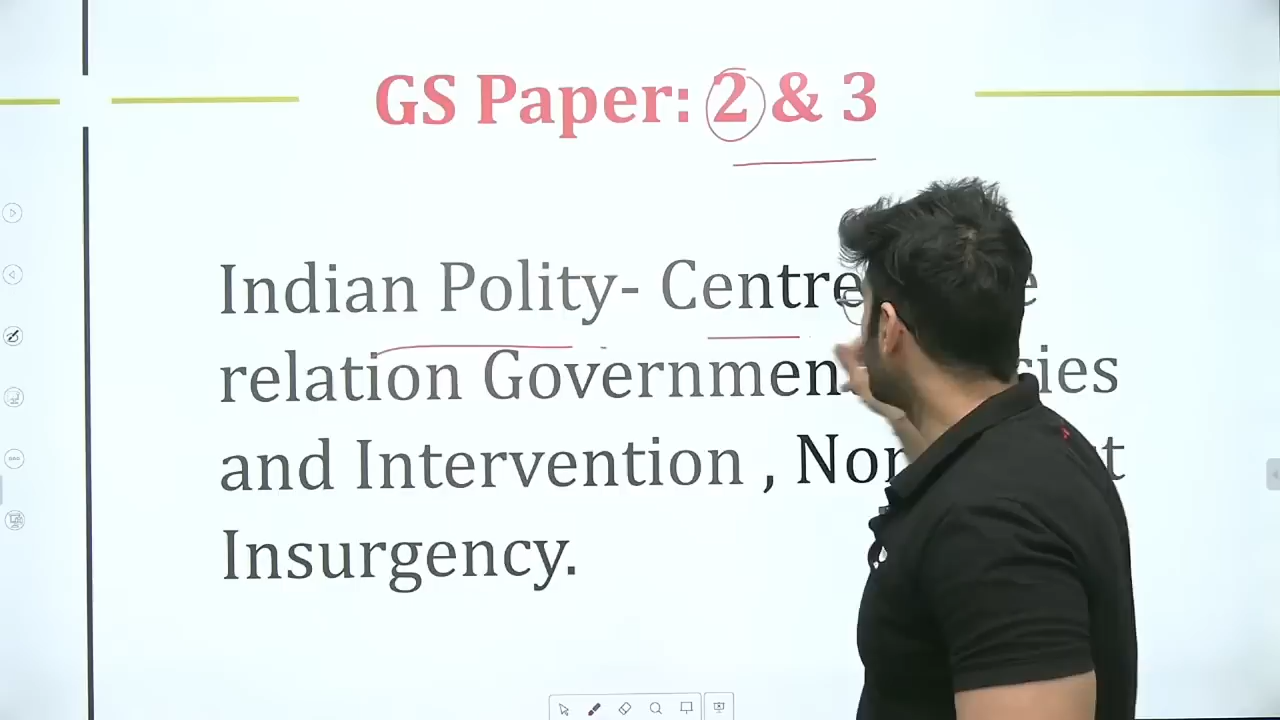 GS Paper: 2 & 3
Indian Polity- Centre
relation Government
and Intervention ,
Insurgency.